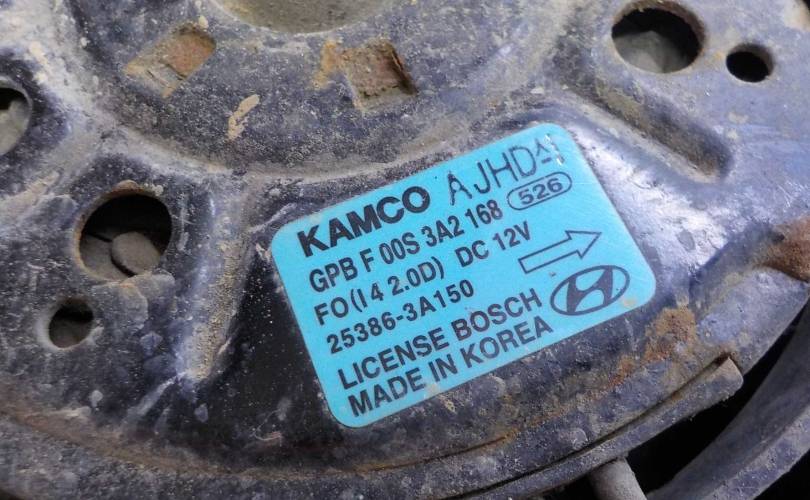 KAMCO AJHD
GPB F 00S 3A2 168 526
FO(I4 2.0D) DC 12V
25386-3A150
LICENSE BOSCH
MADE IN KOREA